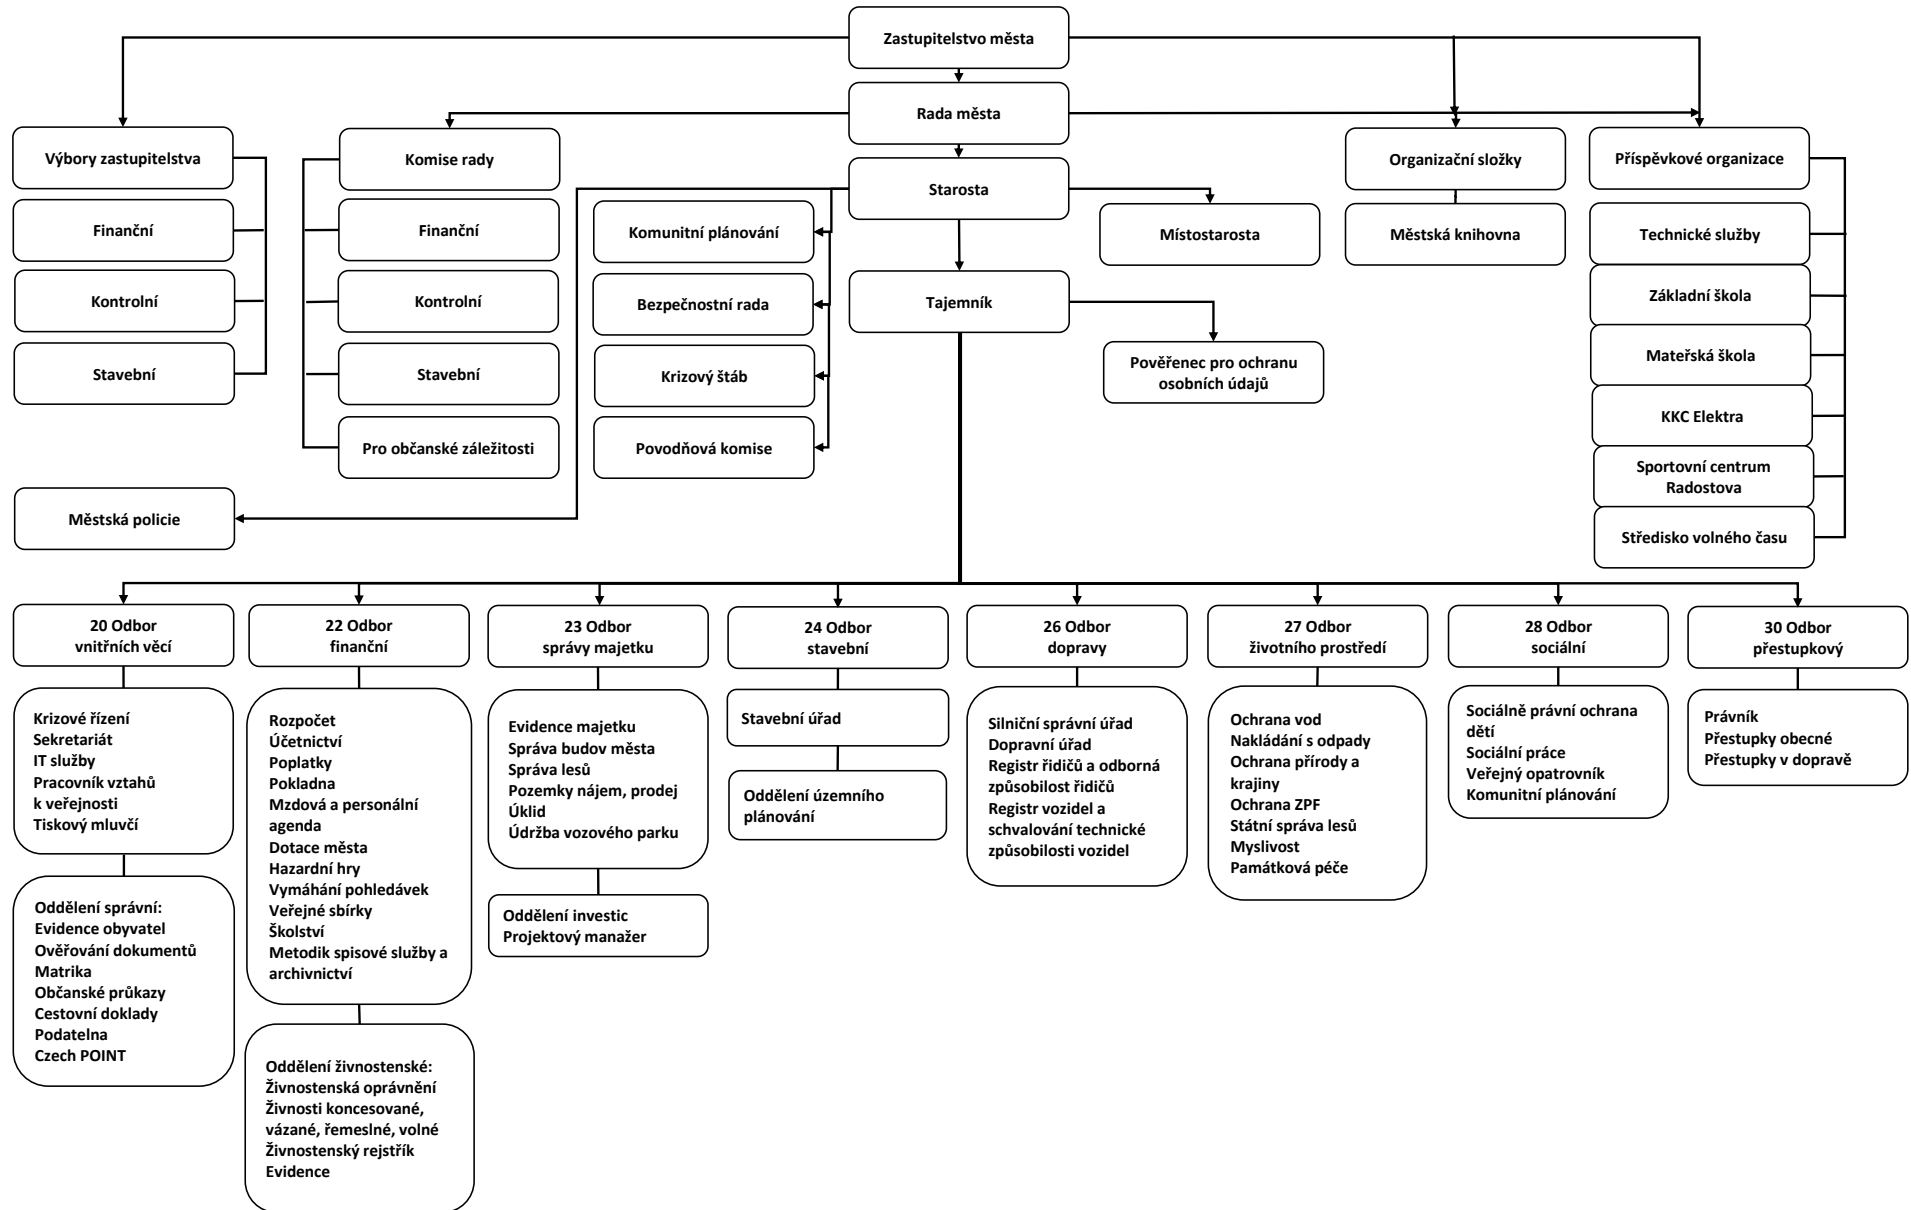 Zastupitelstvo města
Rada města
Výbory zastupitelstva
Komise rady
Starosta
Organizační složky
Příspěvkové organizace
Finanční
Finanční
Komunitní plánování
Místostarosta
Městská knihovna
Technické služby
Kontrolní
Kontrolní
Bezpečnostní rada
Tajemník
Základní škola
Stavební
Stavební
Krizový štáb
Pověřenec pro ochranu
osobních údajů
Mateřská škola
Pro občanské záležitosti
Povodňová komise
KKC Elektra
Sportovní centrum
Radostova
Městská policie
Středisko volného času
20 Odbor
vnitřních věcí
22 Odbor
finanční
23 Odbor
správy majetku
24 Odbor
stavební
26 Odbor
dopravy
27 Odbor
životního prostředí
28 Odbor
sociální
30 Odbor
přestupkový
Krizové řízení
Sekretariát
IT služby
Pracovník vztahů
k veřejnosti
Tiskový mluvčí
Oddělení správní:
Evidence obyvatel
Ověřování dokumentů
Matrika
Občanské průkazy
Cestovní doklady
Podatelna
Czech POINT
Rozpočet
Účetnictví
Poplatky
Pokladna
Mzdová a personální
agenda
Dotace města
Hazardní hry
Vymáhání pohledávek
Veřejné sbírky
Školství
Metodik spisové služby a
archivnictví
Oddělení živnostenské:
Živnostenská oprávnění
Živnosti koncesované,
vázané, řemeslné, volné
Živnostenský rejstřík
Evidence
Evidence majetku
Správa budov města
Správa lesů
Pozemky nájem, prodej
Úklid
Údržba vozového parku
Oddělení investic
Projektový manažer
Stavební úřad
Oddělení územního
plánování
Silniční správní úřad
Dopravní úřad
Registr řidičů a odborná
způsobilost řidičů
Registr vozidel a
schvalování technické
způsobilosti vozidel
Ochrana vod
Nakládání s odpady
Ochrana přírody a
krajiny
Ochrana ZPF
Státní správa lesů
Myslivost
Památková péče
Sociálně právní ochrana
dětí
Sociální práce
Veřejný opatrovník
Komunitní plánování
Právník
Přestupky obecné
Přestupky v dopravě